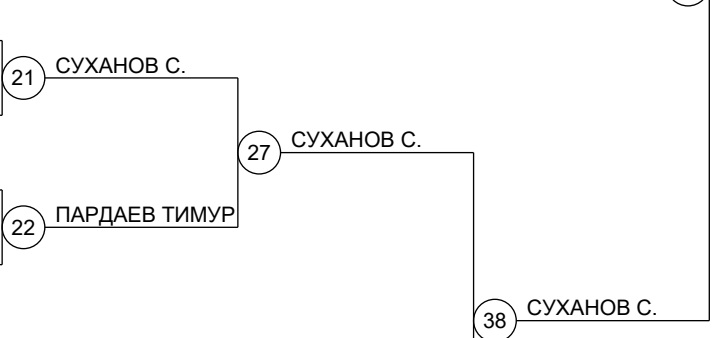 21 СУХАНОВ С.
27 СУХАНОВ С.
22 ПАРДАЕВ ТИМУР
38 СУХАНОВ С.